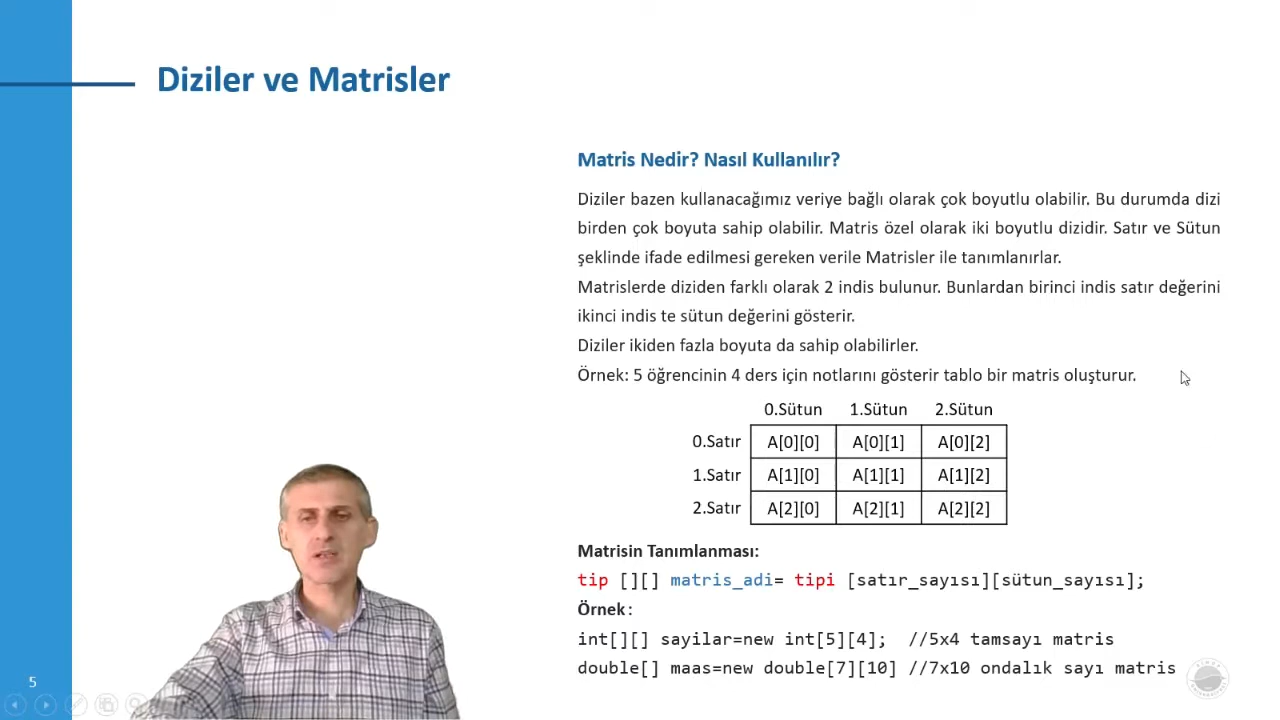 Diziler ve Matrisler
Matris Nedir? Nasıl Kullanılır?
Diziler bazen kullanacağımız veriye bağlı olarak çok boyutlu olabilir. Bu durumda dizi
birden çok boyuta sahip olabilir. Matris özel olarak iki boyutlu dizidir. Satır ve Sütun
şeklinde ifade edilmesi gereken verile Matrisler ile tanımlanırlar.
Matrislerde diziden farklı olarak 2 indis bulunur. Bunlardan birinci indis satır değerini
ikinci indis te sütun değerini gösterir.
Diziler ikiden fazla boyuta da sahip olabilirler.
Örnek: 5 öğrencinin 4 ders için notlarını gösterir tablo bir matris oluşturur.
0.Sütun 1.Sütun 2.Sütun
0.Satır A[0][0] A[0][1] A[0][2]
1.Satır A[1][0] A[1][1] A[1][2]
2.Satır A[2][0] A[2][1] A[2][2]
Matrisin Tanımlanması:
tip [][] matris_adi= tipi [satır_sayısı][sütun_sayısı];
Örnek:
int[][] sayilar=new int[5][4]; //5x4 tamsayı matris
double[] maas=new double[7][10] //7x10 ondalık sayı matris
5